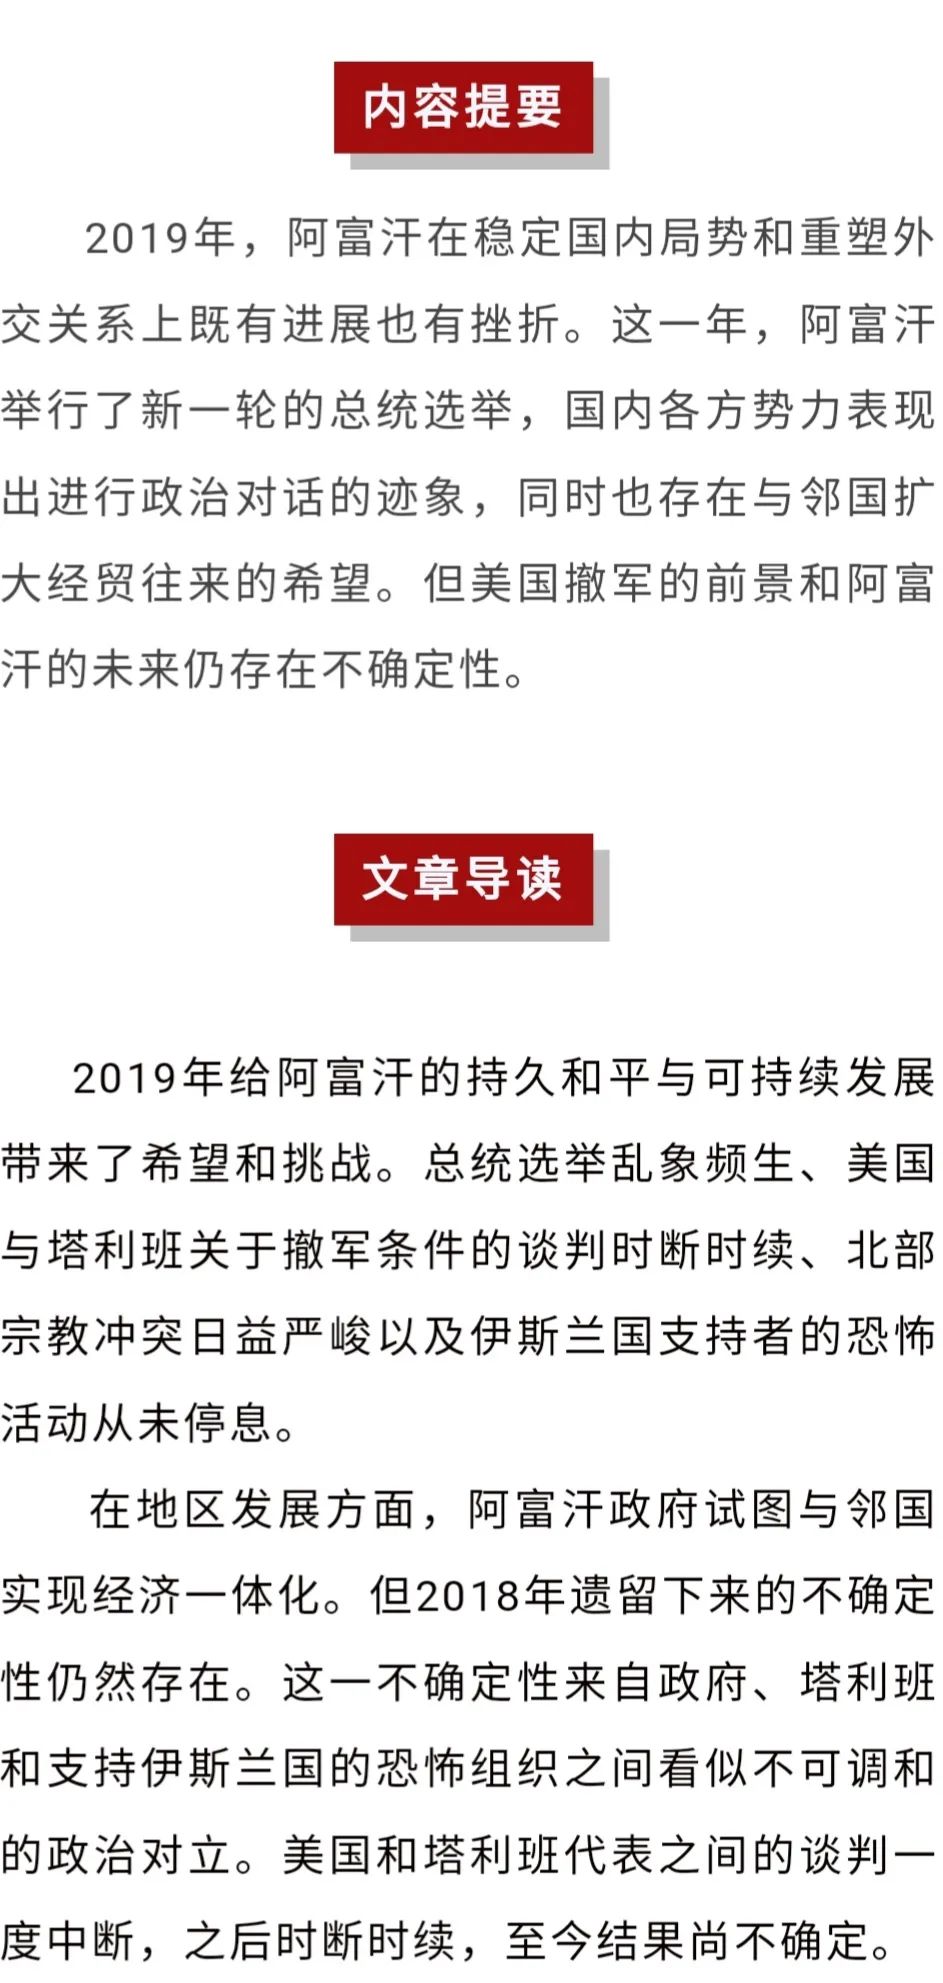 内容提要
2019年，阿富汗在稳定国内局势和重塑外
交关系上既有进展也有挫折。这一年，阿富汗
举行了新一轮的总统选举，国内各方势力表现
出进行政治对话的迹象，同时也存在与邻国扩
大经贸往来的希望。但美国撤军的前景和阿富
汗的未来仍存在不确定性。
文章导读
2019年给阿富汗的持久和平与可持续发展
带来了希望和挑战。总统选举乱象频生、美国
与塔利班关于撤军条件的谈判时断时续、北部
宗教冲突日益严峻以及伊斯兰国支持者的恐怖
活动从未停息。
在地区发展方面，阿富汗政府试图与邻国
实现经济一体化。但2018年遗留下来的不确定
性仍然存在。这一不确定性来自政府、塔利班
和支持伊斯兰国的恐怖组织之间看似不可调和
的政治对立。美国和塔利班代表之间的谈判一
度中断，之后时断时续，至今结果尚不确定。